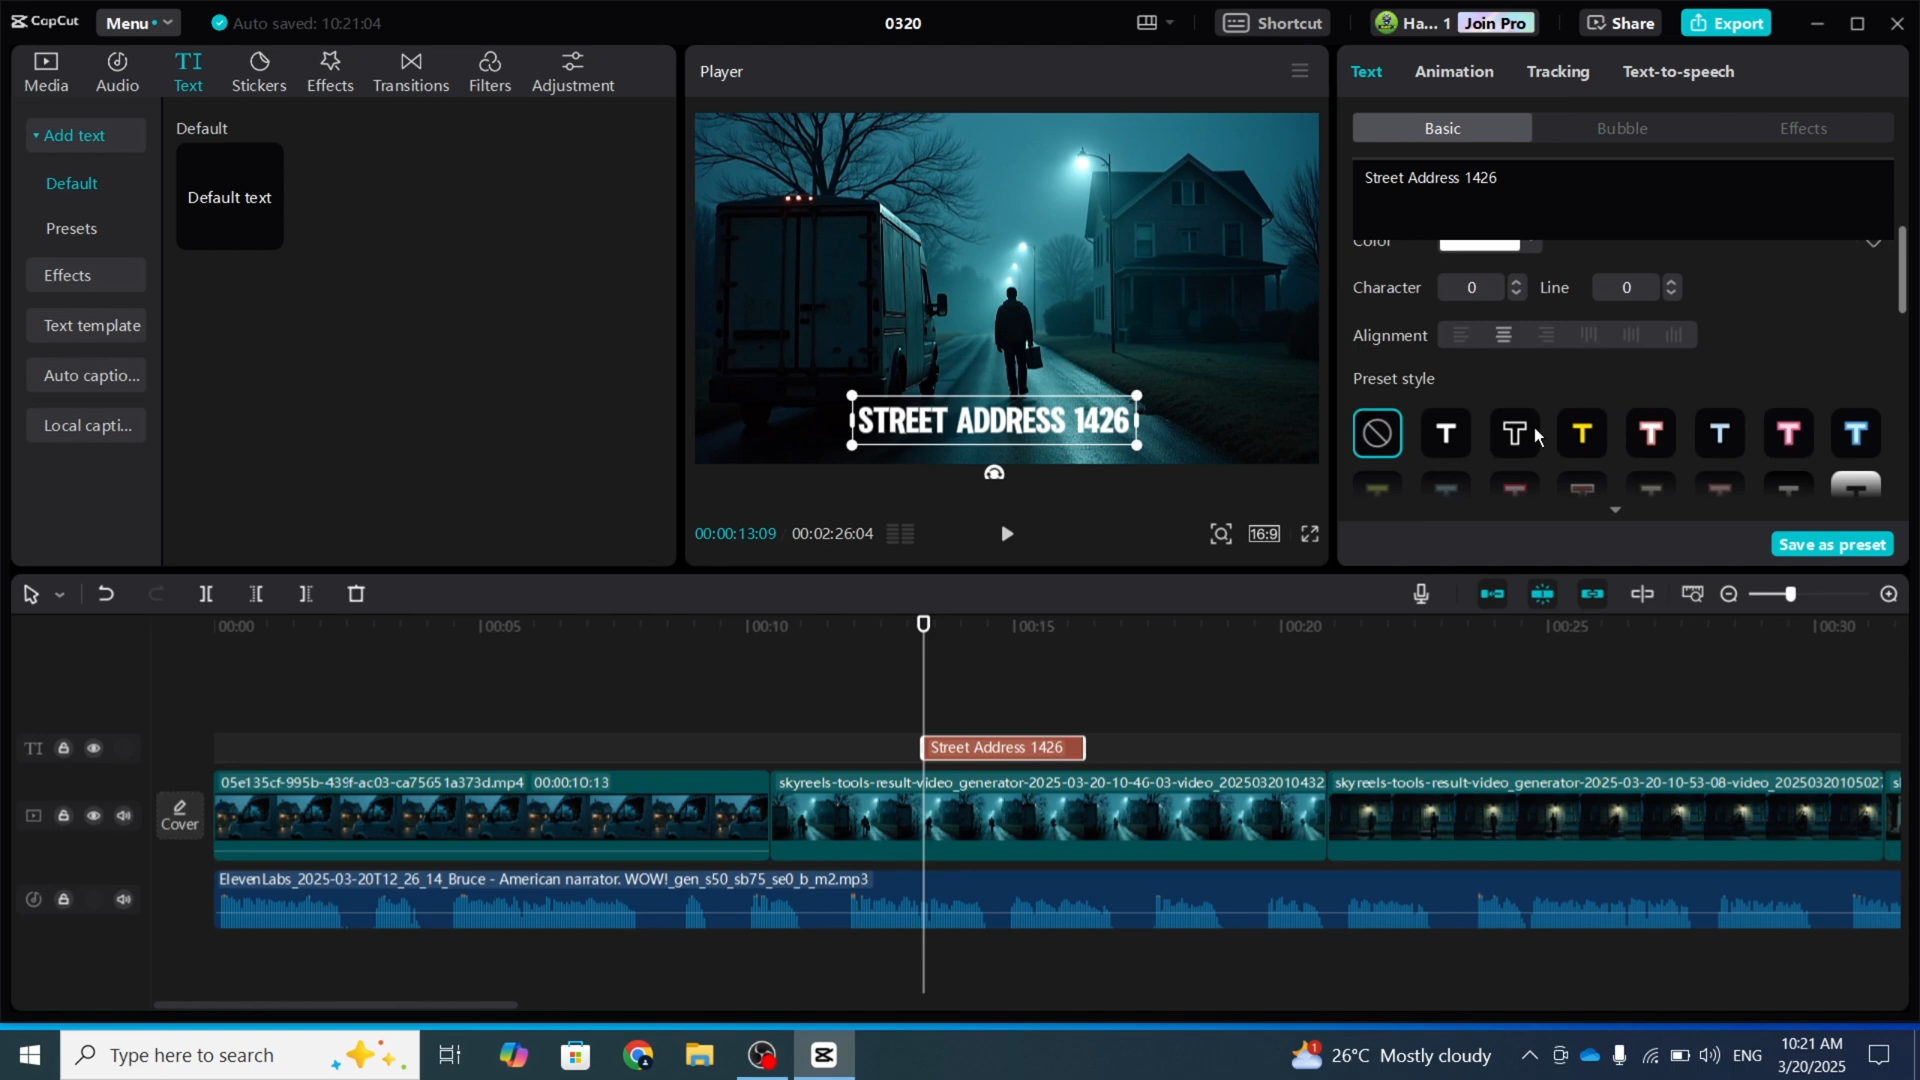 CapCut
Menu
Auto saved: 10:21:04
0320
Shortcut
Ha... 1
Join Pro
Share
Export
Media
Audio
TI
Text
Stickers
Effects
Transitions
Filters
Adjustment
Add text
Default
Presets
Effects
Text template
Auto captio...
Local capti...
Default
Default text
Player
STREET ADDRESS 1426
00:00:13:09
00:02:26:04
16:9
Text
Animation
Tracking
Text-to-speech
Basic
Bubble
Effects
Street Address 1426
Color
Character
0
Line
0
Alignment
Preset style
T T T T T T T
Save as preset
00:00
00:05
00:10
00:15
00:20
00:25
00:30
TI
Street Address 1426
Cover
05e135cf-995b-439f-ac03-ca75651a373d.mp4 00:00:10:13
skyreels-tools-result-video_generator-2025-03-20-10-46-03-video_2025032010432
skyreels-tools-result-video_generator-2025-03-20-10-53-08-video_20250320105027
ElevenLabs_2025-03-20T12_26_14_Bruce - American narrator. WOW!_gen_s50_sb75_se0_b_m2.mp3
Type here to search
1
26°C Mostly cloudy
ENG
10:21 AM
3/20/2025